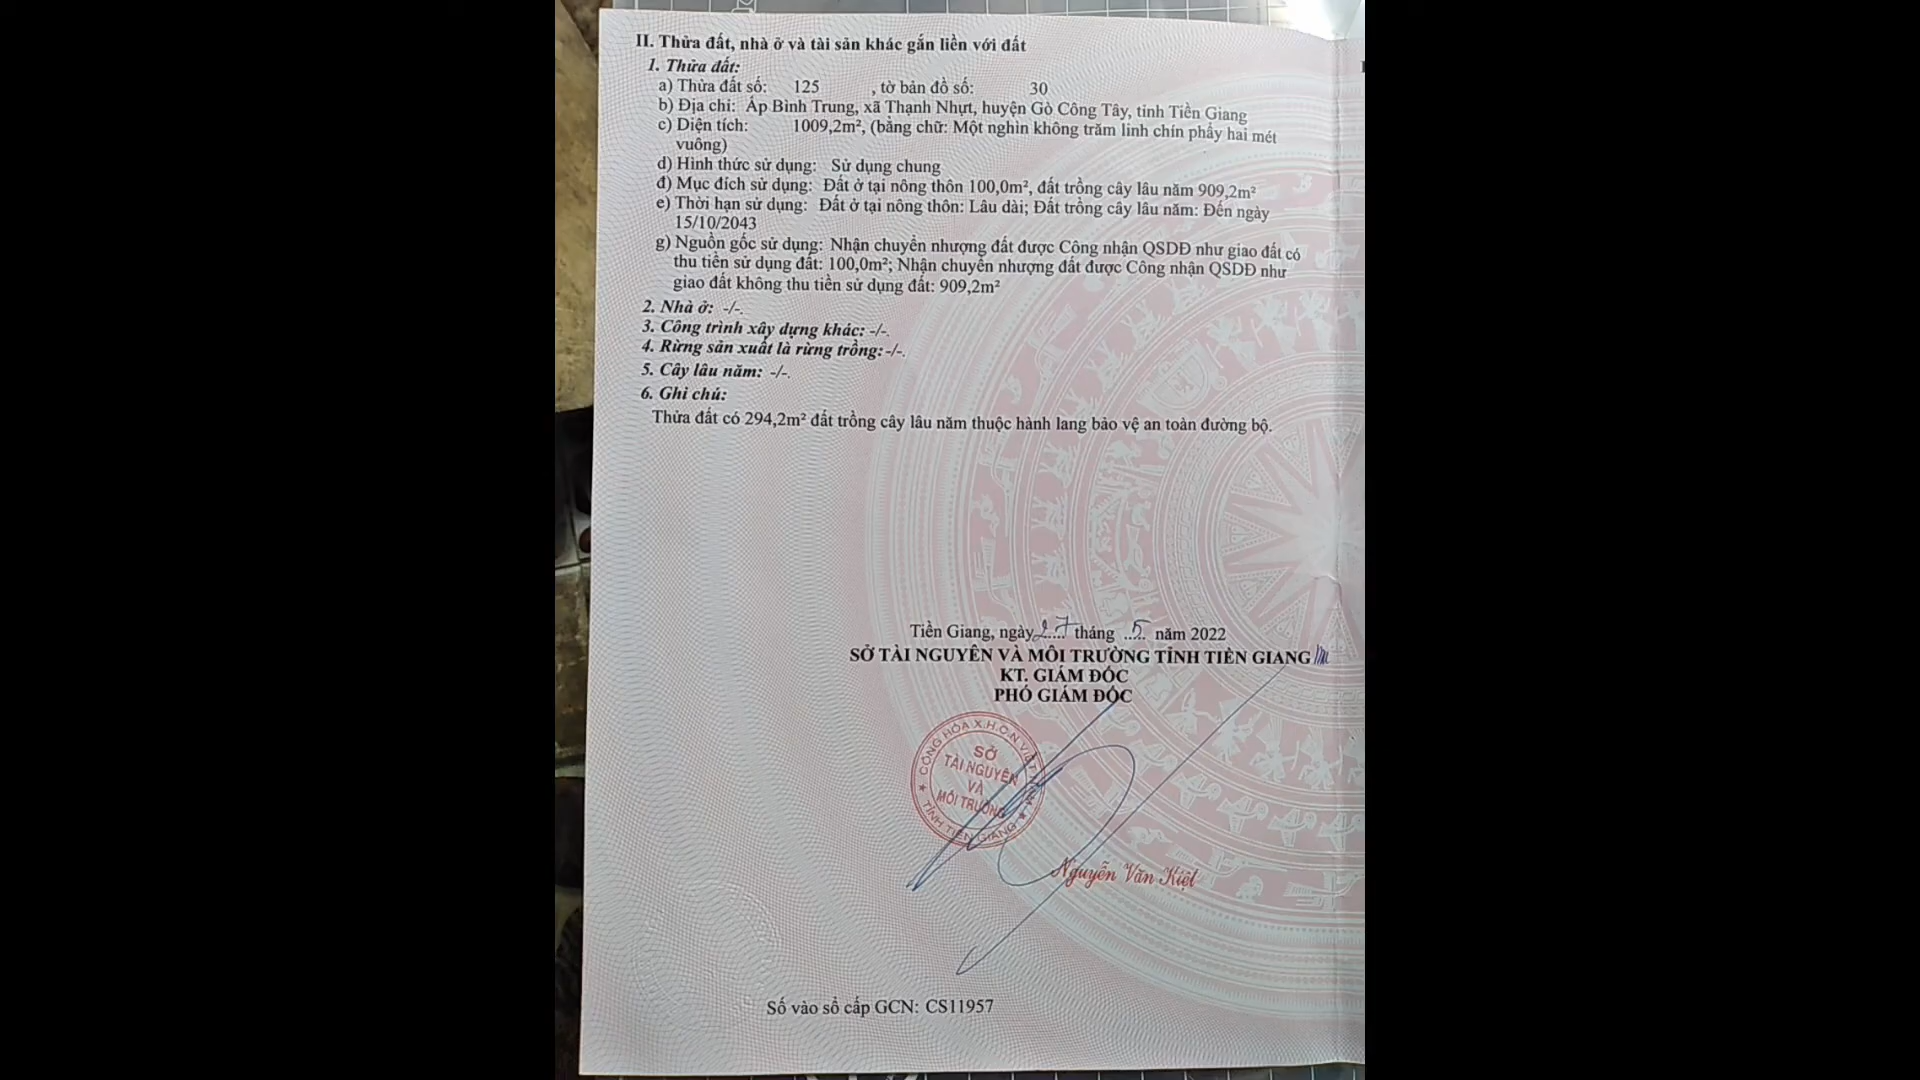 II. Thửa đất, nhà ở và tài sản khác gắn liền với đất
1. Thửa đất:
a) Thửa đất số: 125 , tờ bản đồ số: 30
b) Địa chỉ: Ấp Bình Trung, xã Thạnh Nhựt, huyện Gò Công Tây, tỉnh Tiền Giang
c) Diện tích: 1009,2m², (bằng chữ: Một nghìn không trăm linh chín phẩy hai mét
vuông)
d) Hình thức sử dụng: Sử dụng chung
đ) Mục đích sử dụng: Đất ở tại nông thôn 100,0m², đất trồng cây lâu năm 909,2m²
e) Thời hạn sử dụng: Đất ở tại nông thôn: Lâu dài; Đất trồng cây lâu năm: Đến ngày
15/10/2043
g) Nguồn gốc sử dụng: Nhận chuyển nhượng đất được Công nhận QSDĐ như giao đất có
thu tiền sử dụng đất: 100,0m²; Nhận chuyển nhượng đất được Công nhận QSDĐ như
giao đất không thu tiền sử dụng đất: 909,2m²
2. Nhà ở: -/-.
3. Công trình xây dựng khác: -/-.
4. Rừng sản xuất là rừng trồng: -/-.
5. Cây lâu năm: -/-.
6. Ghi chú:
Thửa đất có 294,2m² đất trồng cây lâu năm thuộc hành lang bảo vệ an toàn đường bộ.
Tiền Giang, ngày 27 tháng 5 năm 2022
SỞ TÀI NGUYÊN VÀ MÔI TRƯỜNG TỈNH TIỀN GIANG
KT. GIÁM ĐỐC
PHÓ GIÁM ĐỐC
CỘNG HÒA X.H.C.N VIỆT NAM
SỞ
TÀI NGUYÊN
VÀ
MÔI TRƯỜNG
TỈNH TIỀN GIANG
Nguyễn Văn Kiệt
Số vào sổ cấp GCN: CS11957